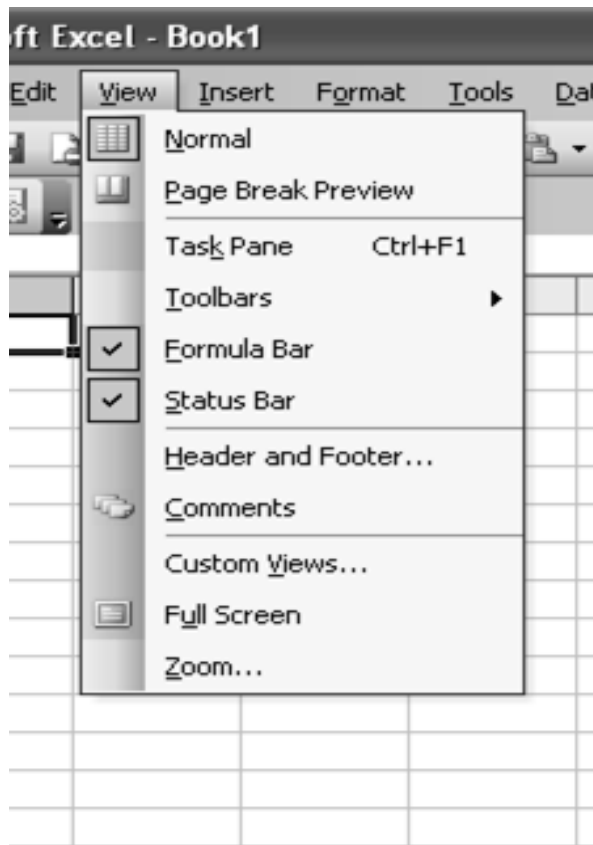 ft Excel - Book1
Edit View Insert Format Tools Da
Normal
Page Break Preview
Task Pane Ctrl+F1
Toolbars
Formula Bar
Status Bar
Header and Footer...
Comments
Custom Views...
Full Screen
Zoom...